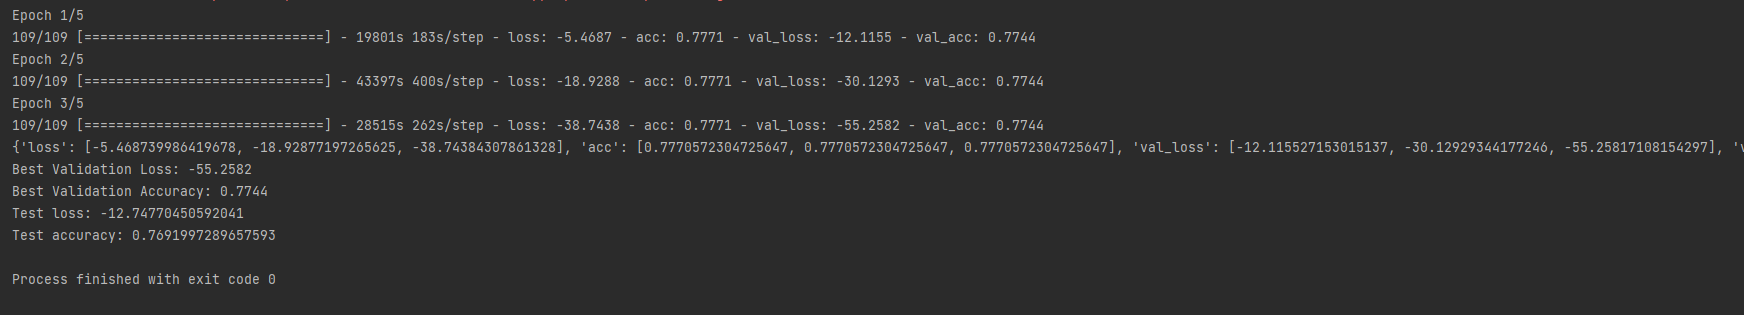 Epoch 1/5
109/109 [==============================] - 19801s 183s/step - loss: -5.4687 - acc: 0.7771 - val_loss: -12.1155 - val_acc: 0.7744
Epoch 2/5
109/109 [==============================] - 43397s 400s/step - loss: -18.9288 - acc: 0.7771 - val_loss: -30.1293 - val_acc: 0.7744
Epoch 3/5
109/109 [==============================] - 28515s 262s/step - loss: -38.7438 - acc: 0.7771 - val_loss: -55.2582 - val_acc: 0.7744
{'loss': [-5.468739986419678, -18.92877197265625, -38.74384307861328], 'acc': [0.7770572304725647, 0.7770572304725647, 0.7770572304725647], 'val_loss': [-12.115527153015137, -30.12929344177246, -55.25817108154297],
Best Validation Loss: -55.2582
Best Validation Accuracy: 0.7744
Test loss: -12.74770450592041
Test accuracy: 0.7691997289657593
Process finished with exit code 0